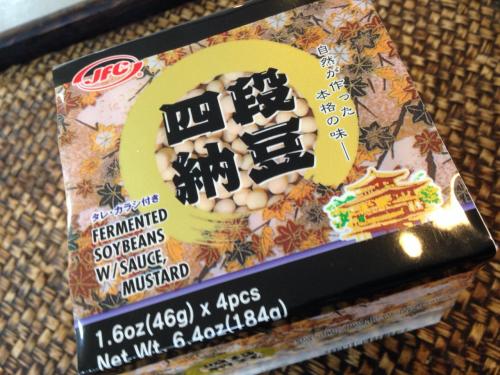 JFC
自然が作った
本格の味―
四段
納豆
タレ・カラシ付き
FERMENTED
SOYBEANS
W/SAUCE,
MUSTARD
1.6oz(46g) x 4pcs
Net Wt. 6.4oz(184g)